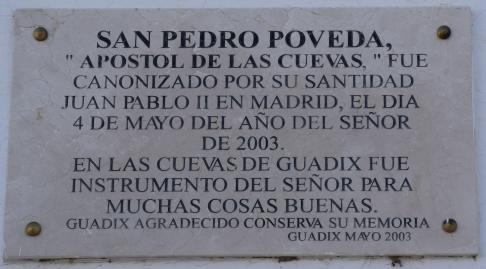 SAN PEDRO POVEDA,
" APOSTOL DE LAS CUEVAS, " FUE
CANONIZADO POR SU SANTIDAD
JUAN PABLO II EN MADRID, EL DIA
4 DE MAYO DEL AÑO DEL SEÑOR
DE 2003.
EN LAS CUEVAS DE GUADIX FUE
INSTRUMENTO DEL SEÑOR PARA
MUCHAS COSAS BUENAS.
GUADIX AGRADECIDO CONSERVA SU MEMORIA
GUADIX MAYO 2003